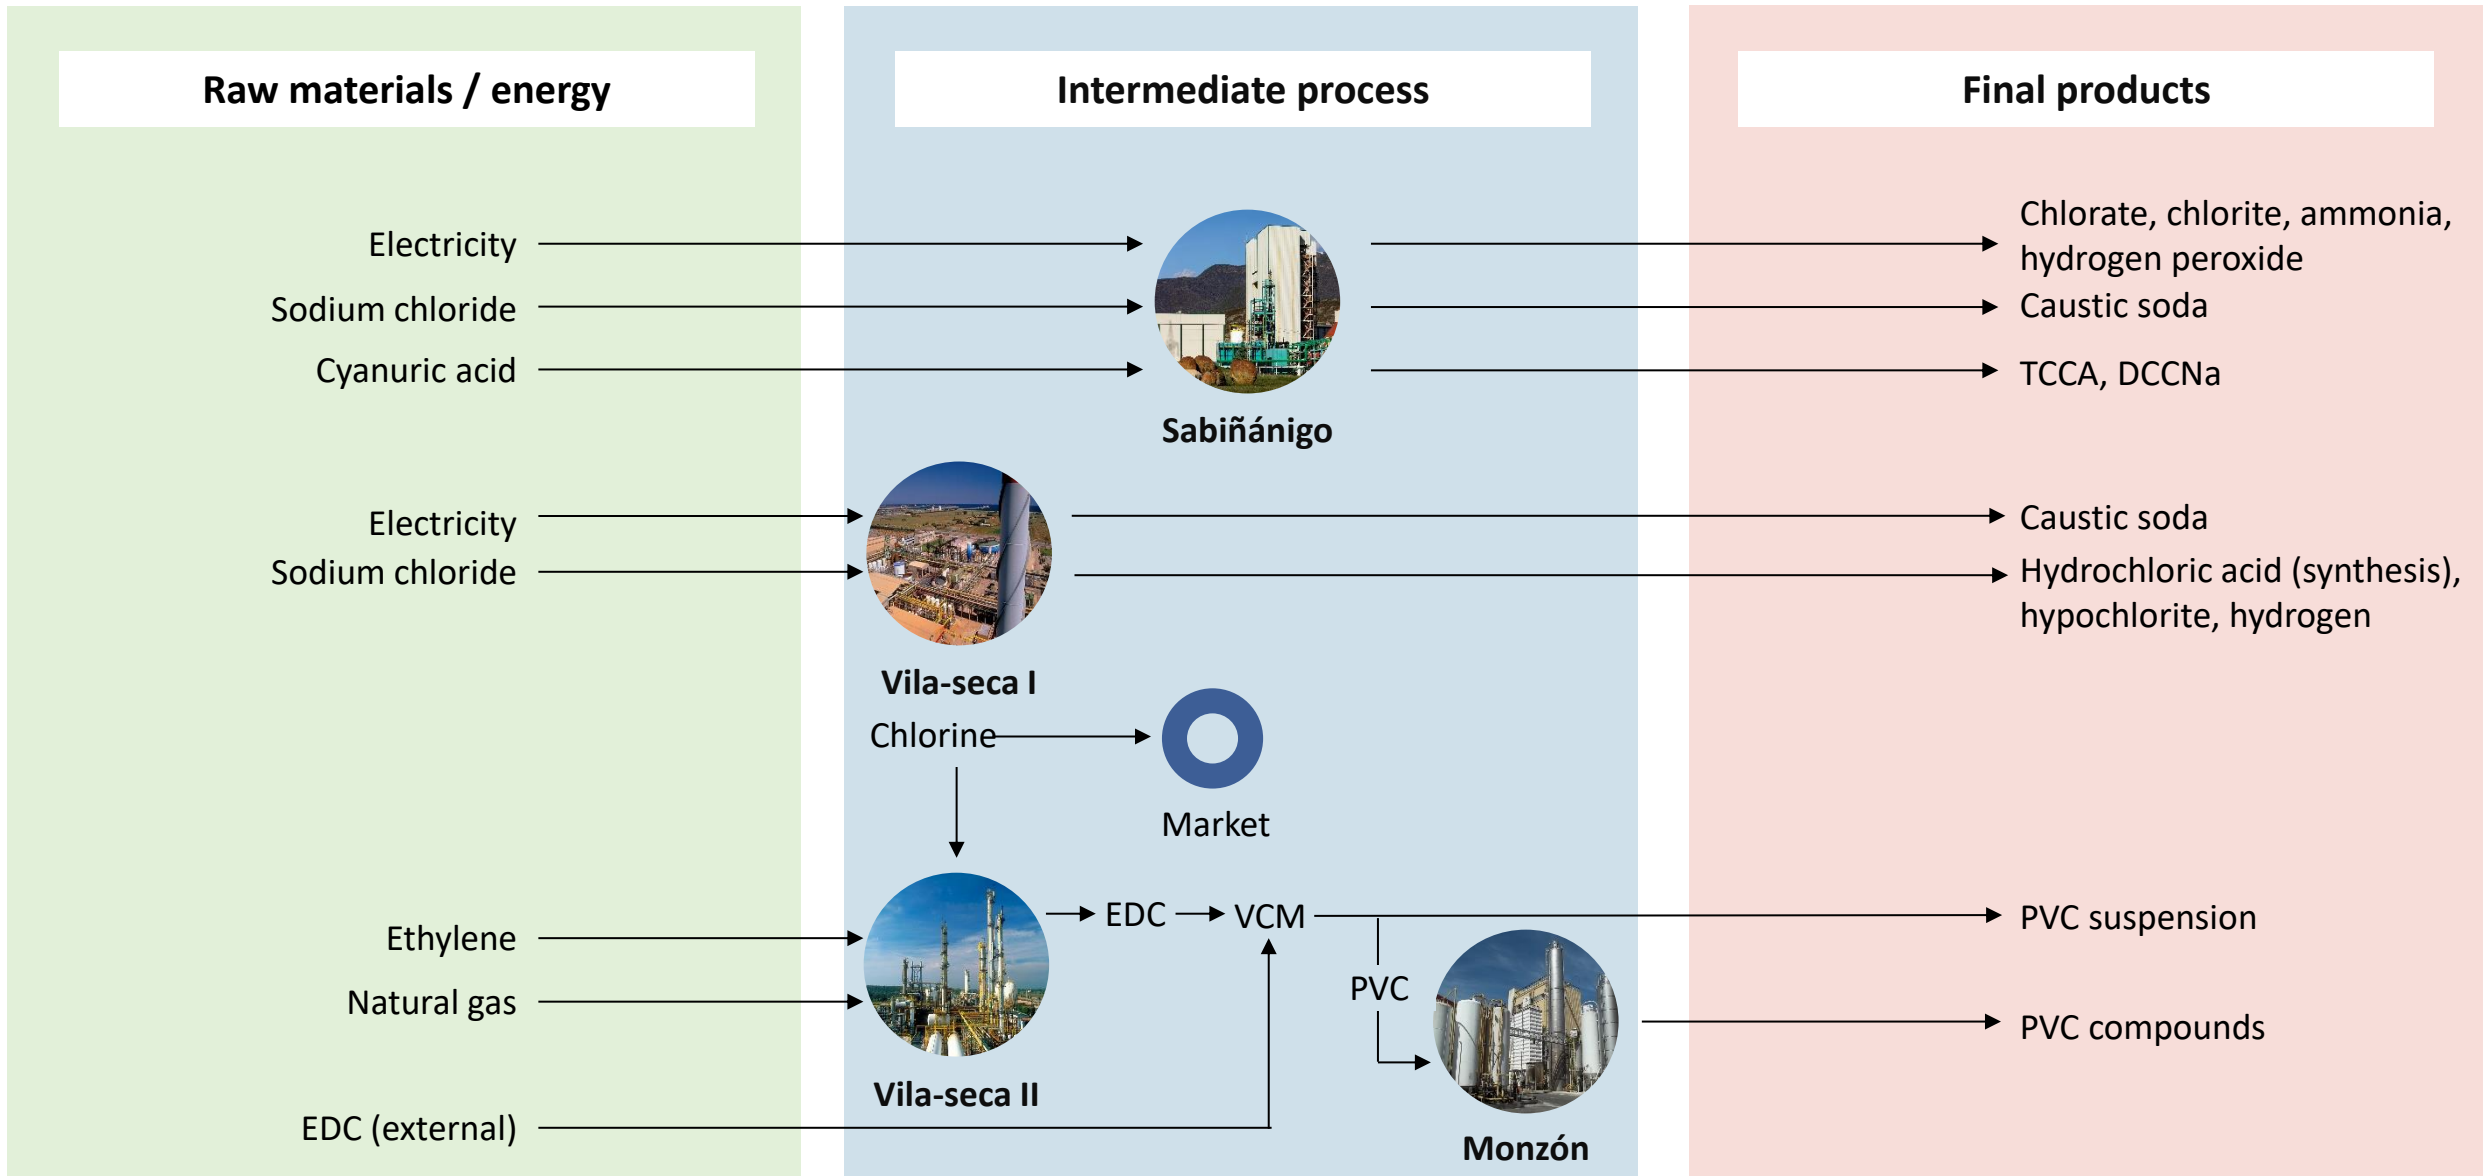 Raw materials / energy
Intermediate process
Final products
Electricity
Sodium chloride
Cyanuric acid
Sabiñánigo
Chlorate, chlorite, ammonia,
hydrogen peroxide
Caustic soda
TCCA, DCCNa
Electricity
Sodium chloride
Vila-seca I
Caustic soda
Hydrochloric acid (synthesis),
hypochlorite, hydrogen
Chlorine
Market
Ethylene
Natural gas
EDC (external)
Vila-seca II
EDC
VCM
PVC
Monzón
PVC suspension
PVC compounds